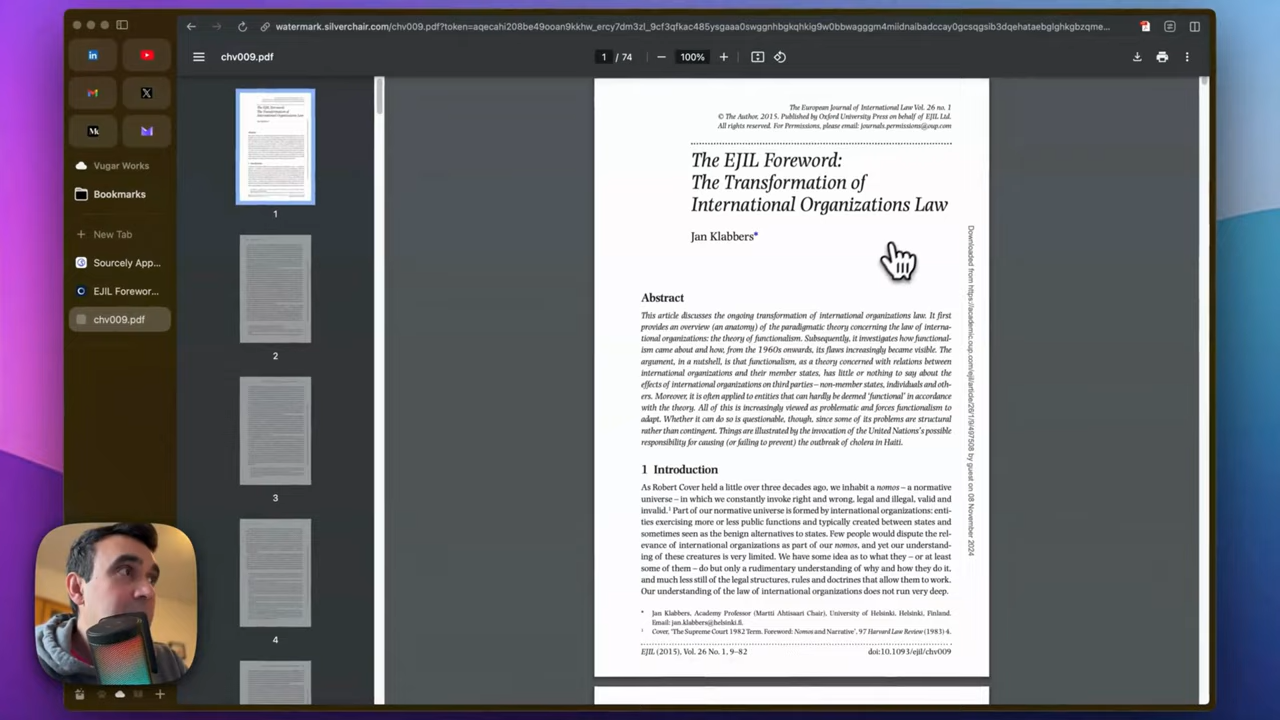 watermark.silverchair.com/chv009.pdf?token=
chv009.pdf
1 / 74
100%
Vugar Works
Client Works
New Tab
Sourcely App...
EJIL Forewor...
chv009.pdf
1
2
3
4
The European Journal of International Law Vol. 26 no. 1
© The Author, 2015. Published by Oxford University Press on behalf of EJIL Ltd.
All rights reserved. For Permissions, please email: journals.permissions@oup.com
The EJIL Foreword:
The Transformation of
International Organizations Law
Jan Klabbers*
Abstract
This article discusses the ongoing transformation of international organizations law. It first
provides an overview (an anatomy) of the paradigmatic theory concerning the law of interna-
tional organizations: the theory of functionalism. Subsequently, it investigates how functional-
ism came about and how, from the 1960s onwards, its flaws increasingly became visible. The
argument, in a nutshell, is that functionalism, as a theory concerned with relations between
international organizations and their member states, has little or nothing to say about the
effects of international organizations on third parties – non-member states, individuals and oth-
ers. Moreover, it is often applied to entities that can hardly be deemed ‘functional’ in accordance
with the theory. All of this is increasingly viewed as problematic and forces functionalism to
adapt. Whether it can do so is questionable, though, since some of its problems are structural
rather than contingent. Things are illustrated by the invocation of the United Nations’s possible
responsibility for causing (or failing to prevent) the outbreak of cholera in Haiti.
1 Introduction
As Robert Cover held a little over three decades ago, we inhabit a nomos – a normative
universe – in which we constantly invoke right and wrong, legal and illegal, valid and
invalid.1 Part of our normative universe is formed by international organizations: enti-
ties exercising more or less public functions and typically created between states and
sometimes seen as the benign alternatives to states. Few people would dispute the rel-
evance of international organizations as part of our nomos, and yet our understand-
ing of these creatures is very limited. We have some idea as to what they – or at least
some of them – do but only a rudimentary understanding of why and how they do it,
and much less still of the legal structures, rules and doctrines that allow them to work.
Our understanding of the law of international organizations does not run very deep.
* Jan Klabbers, Academy Professor (Martti Ahtisaari Chair), University of Helsinki, Helsinki, Finland.
Email: jan.klabbers@helsinki.fi.
1 Cover, ‘The Supreme Court 1982 Term, Foreword: Nomos and Narrative’, 97 Harvard Law Review (1983) 4.
EJIL (2015), Vol. 26 No. 1, 9–82
doi:10.1093/ejil/chv009
Downloaded from https://academic.oup.com/ejil/article/26/1/9/497508 by guest on 08 November 2024